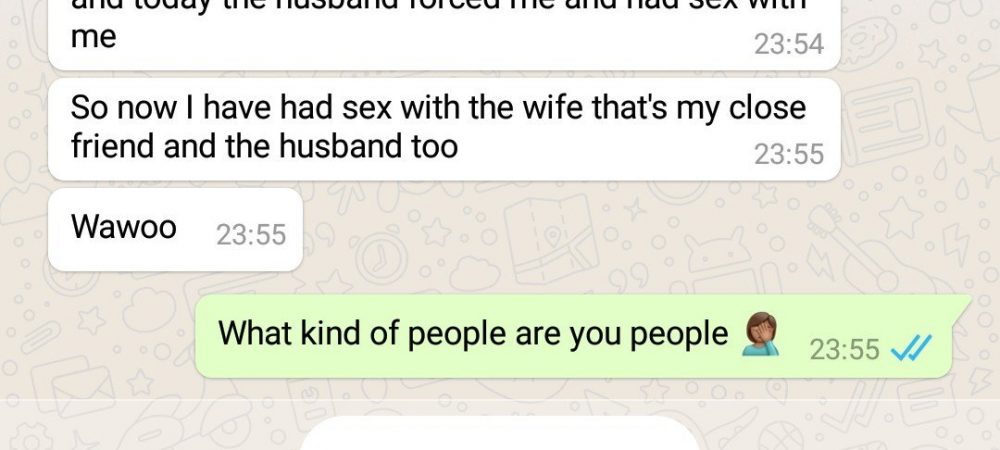 and today the husband forced me and had sex with
me
23:54
So now I have had sex with the wife that's my close
friend and the husband too
23:55
Wawoo 23:55
What kind of people are you people 🤦🏽‍♀️ 23:55